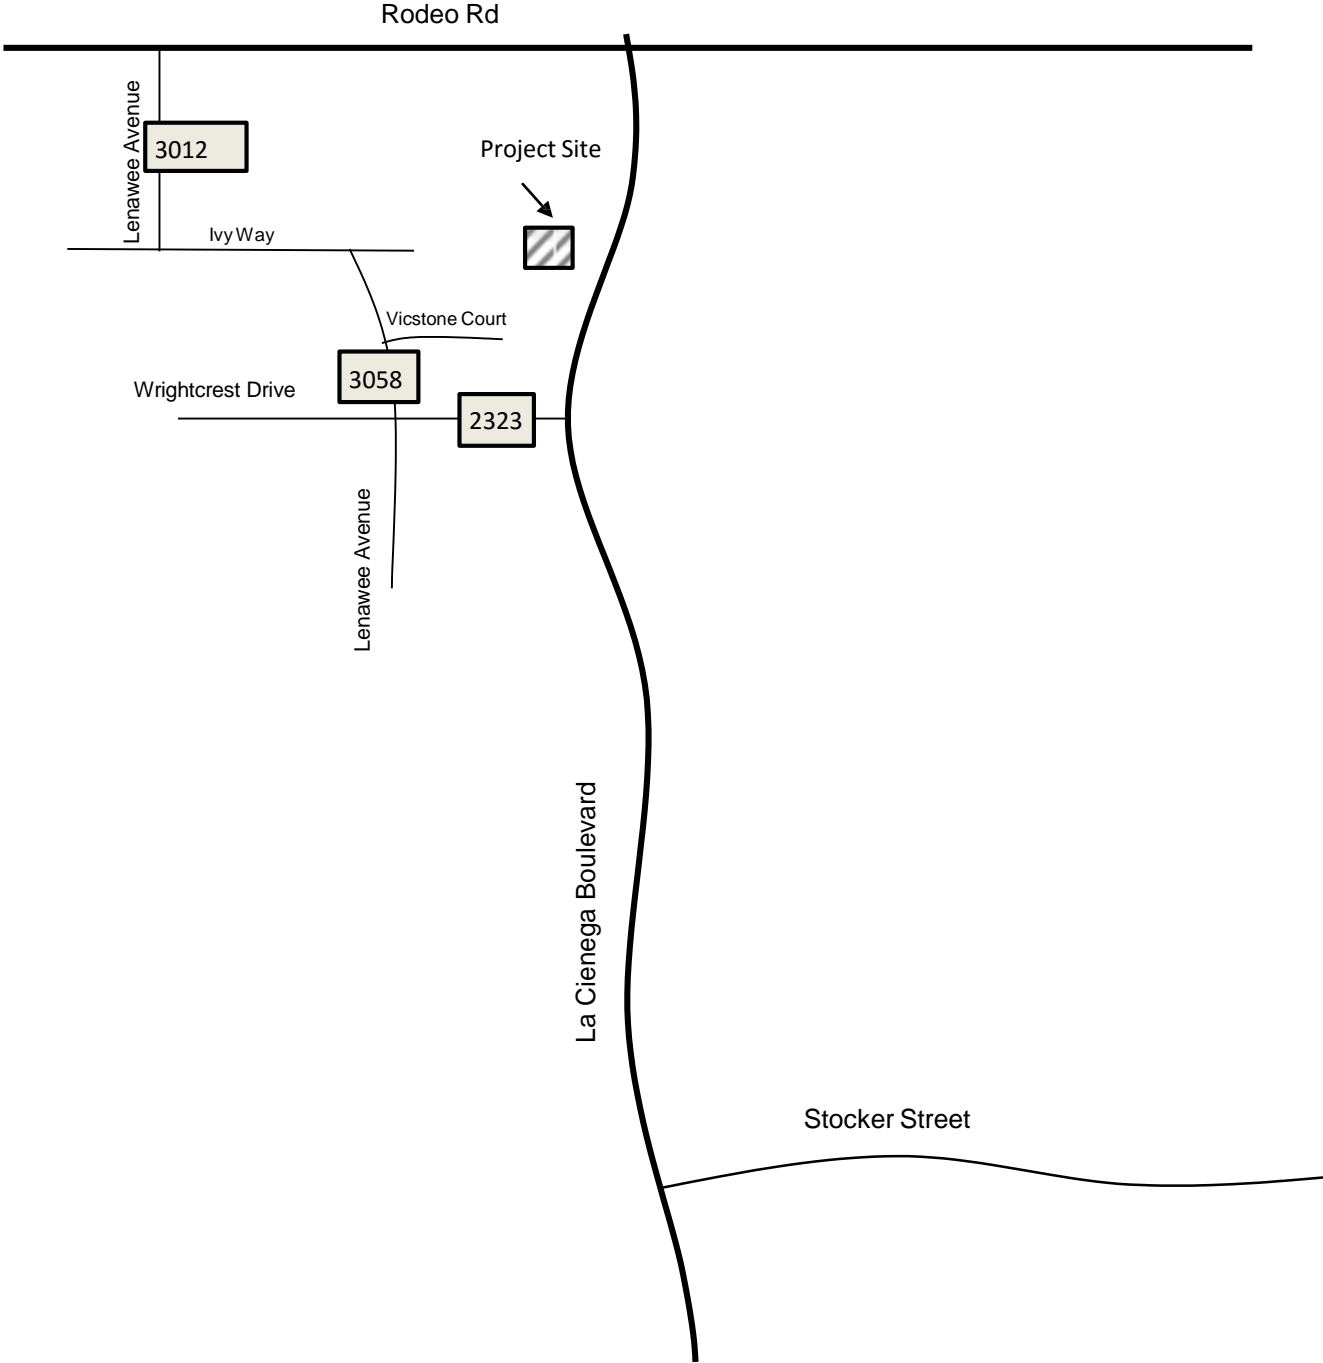 Rodeo Rd
Lenawee Avenue
3012
Project Site
Ivy Way
Vicstone Court
3058
Wrightcrest Drive
2323
Lenawee Avenue
La Cienega Boulevard
Stocker Street